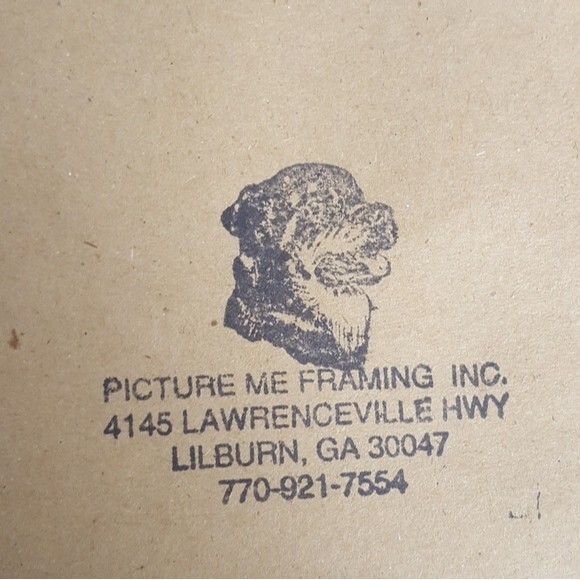 PICTURE ME FRAMING INC.
4145 LAWRENCEVILLE HWY
LILBURN, GA 30047
770-921-7554